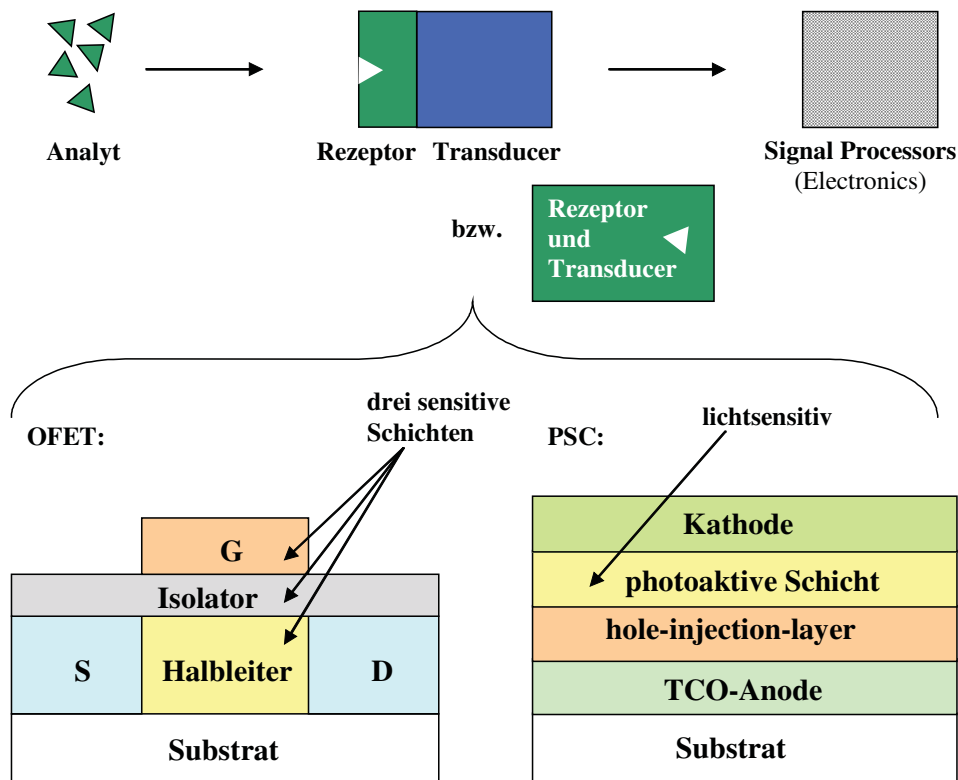 Analyt
Rezeptor
Transducer
Signal Processors
(Electronics)
bzw.
Rezeptor
und
Transducer
OFET:
drei sensitive
Schichten
G
Isolator
S
Halbleiter
D
Substrat
PSC:
lichtsensitiv
Kathode
photoaktive Schicht
hole-injection-layer
TCO-Anode
Substrat